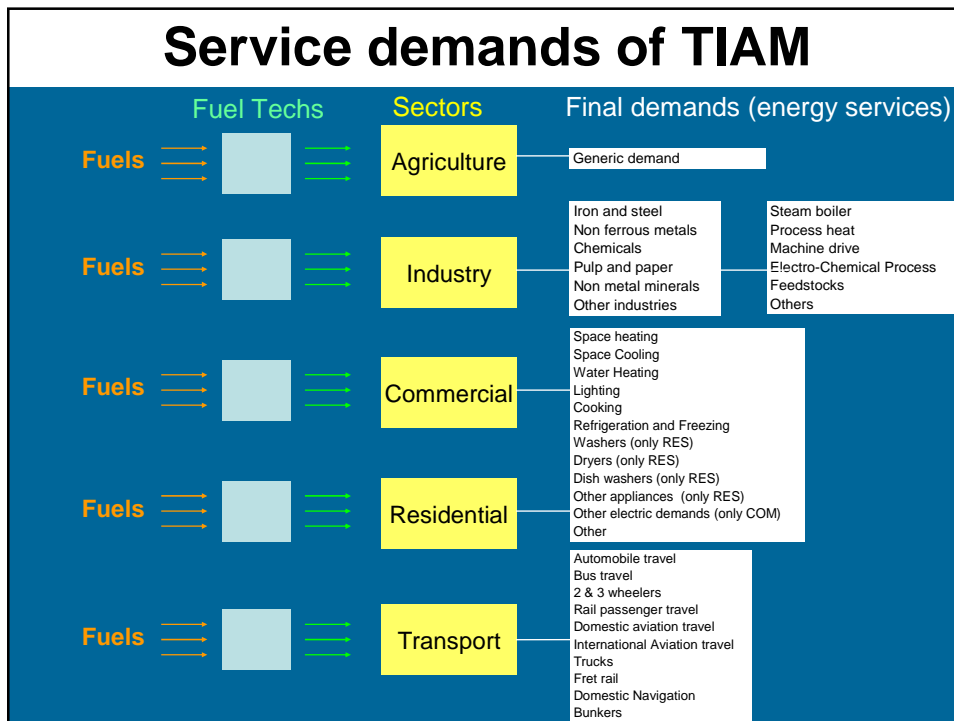 Service demands of TIAM
Fuel Techs
Sectors
Final demands (energy services)
Fuels
Agriculture
Generic demand
Fuels
Industry
Iron and steel
Non ferrous metals
Chemicals
Pulp and paper
Non metal minerals
Other industries
Steam boiler
Process heat
Machine drive
Electro-Chemical Process
Feedstocks
Others
Fuels
Commercial
Space heating
Space Cooling
Water Heating
Lighting
Cooking
Refrigeration and Freezing
Washers (only RES)
Dryers (only RES)
Dish washers (only RES)
Other appliances (only RES)
Other electric demands (only COM)
Other
Fuels
Residential
Fuels
Transport
Automobile travel
Bus travel
2 & 3 wheelers
Rail passenger travel
Domestic aviation travel
International Aviation travel
Trucks
Fret rail
Domestic Navigation
Bunkers